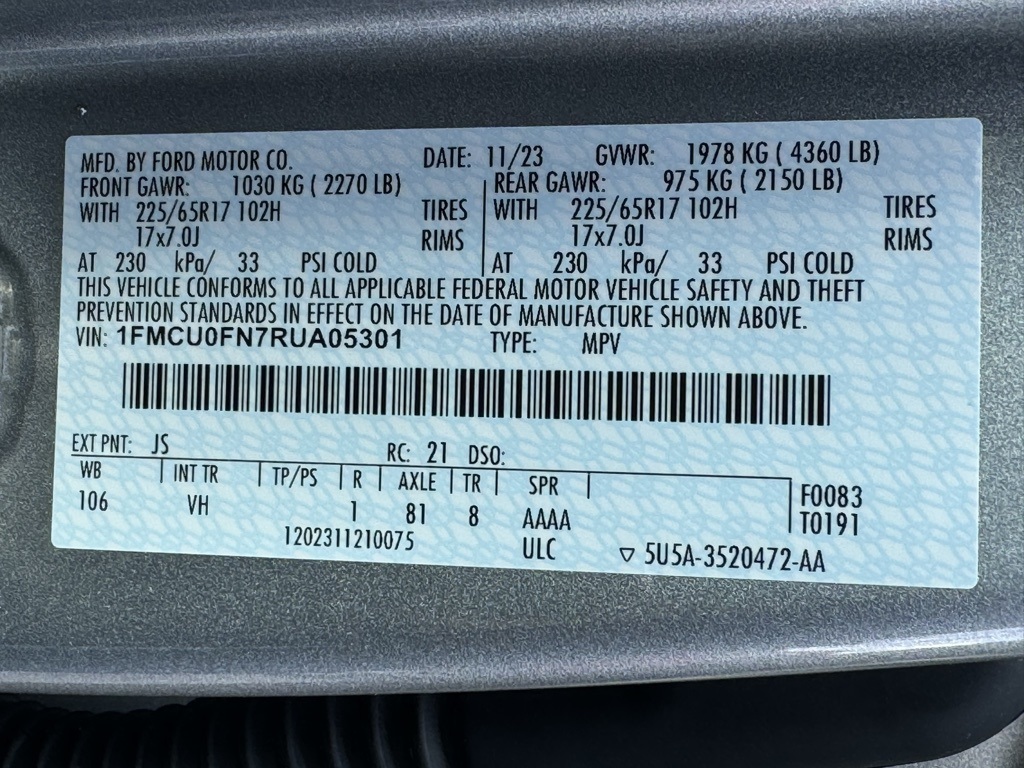 MFD. BY FORD MOTOR CO. DATE: 11/23 GVWR: 1978 KG ( 4360 LB)
FRONT GAWR: 1030 KG ( 2270 LB) REAR GAWR: 975 KG ( 2150 LB)
WITH 225/65R17 102H TIRES WITH 225/65R17 102H TIRES
17x7.0J RIMS 17x7.0J RIMS
AT 230 kPa/ 33 PSI COLD AT 230 kPa/ 33 PSI COLD
THIS VEHICLE CONFORMS TO ALL APPLICABLE FEDERAL MOTOR VEHICLE SAFETY AND THEFT
PREVENTION STANDARDS IN EFFECT ON THE DATE OF MANUFACTURE SHOWN ABOVE.
VIN: 1FMCU0FN7RUA05301 TYPE: MPV
EXT PNT: JS RC: 21 DSO:
WB INT TR TP/PS R AXLE TR SPR F0083
106 VH 1 81 8 AAAA T0191
1202311210075 ULC ▽ 5U5A-3520472-AA